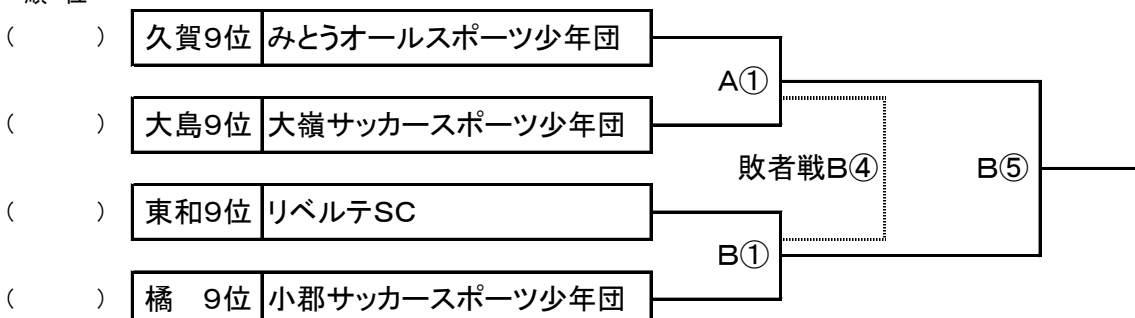 (　　　) 久賀9位 みとうオールスポーツ少年団
A①
(　　　) 大島9位 大嶺サッカースポーツ少年団
敗者戦B④ B⑤
(　　　) 東和9位 リベルテSC
B①
(　　　) 橘　9位 小郡サッカースポーツ少年団